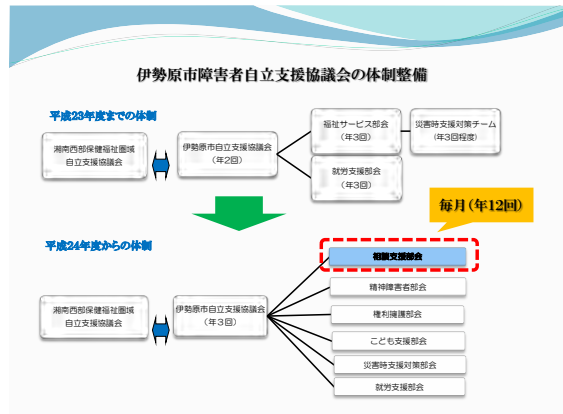 伊勢原市障害者自立支援協議会の体制整備
平成23年度までの体制
湘南西部保健福祉圏域
自立支援協議会
伊勢原市自立支援協議会
（年2回）
福祉サービス部会
（年3回）
災害時支援対策チーム
(年3回程度)
就労支援部会
（年3回）
毎月（年12回）
平成24年度からの体制
湘南西部保健福祉圏域
自立支援協議会
伊勢原市自立支援協議会
（年３回）
相談支援部会
精神障害者部会
権利擁護部会
こども支援部会
災害時支援対策部会
就労支援部会